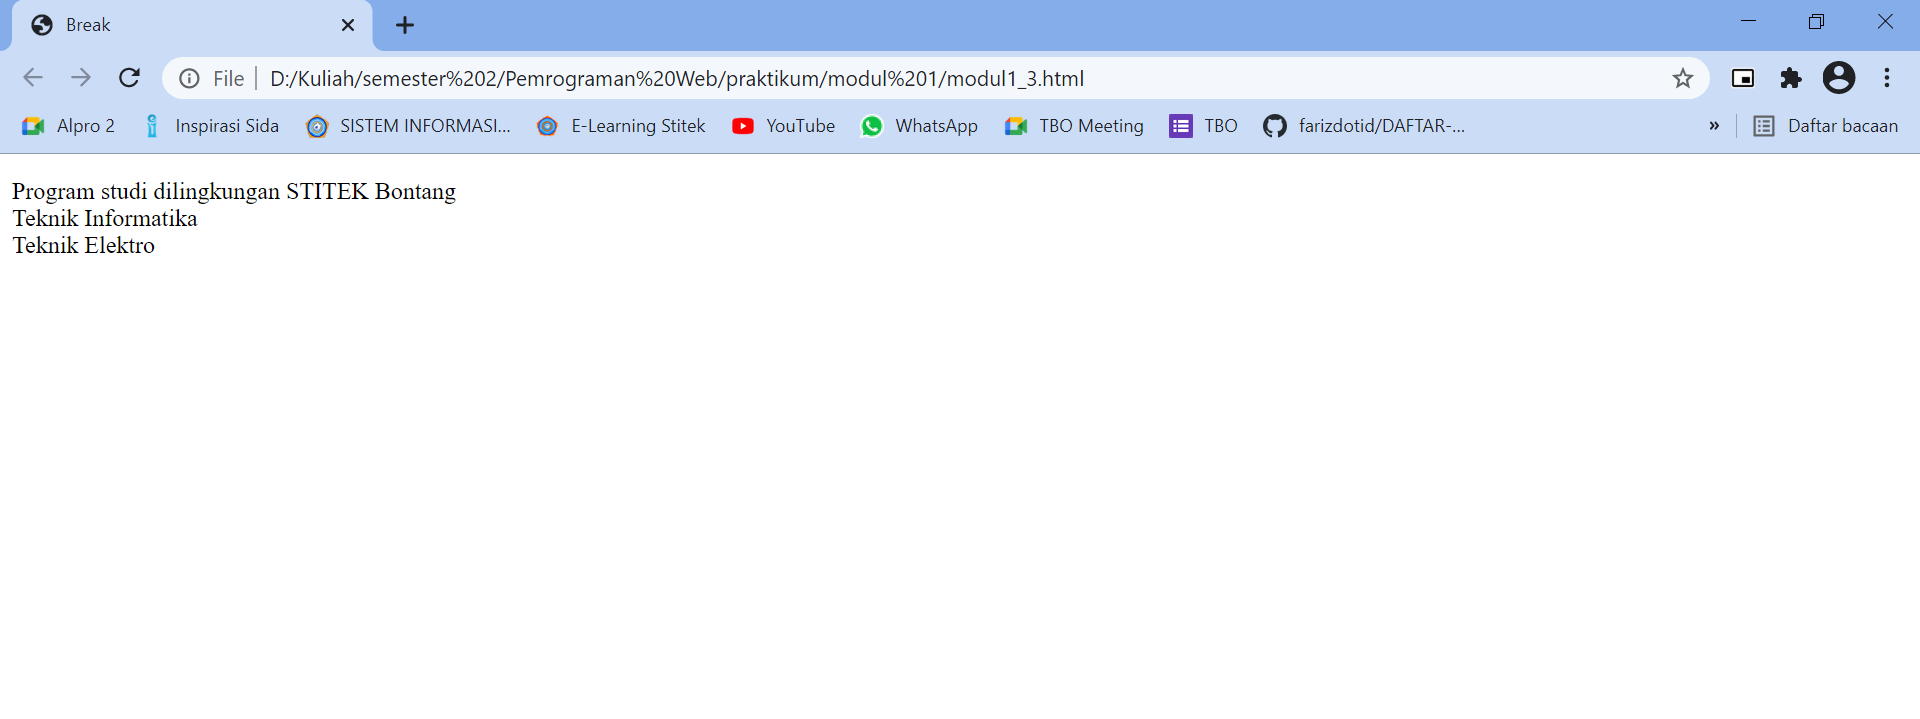 Break
File D:/Kuliah/semester%202/Pemrograman%20Web/praktikum/modul%201/modul1_3.html
Alpro 2 Inspirasi Sida SISTEM INFORMASI... E-Learning Stitek YouTube WhatsApp TBO Meeting TBO farizdotid/DAFTAR-... » Daftar bacaan
Program studi dilingkungan STITEK Bontang
Teknik Informatika
Teknik Elektro